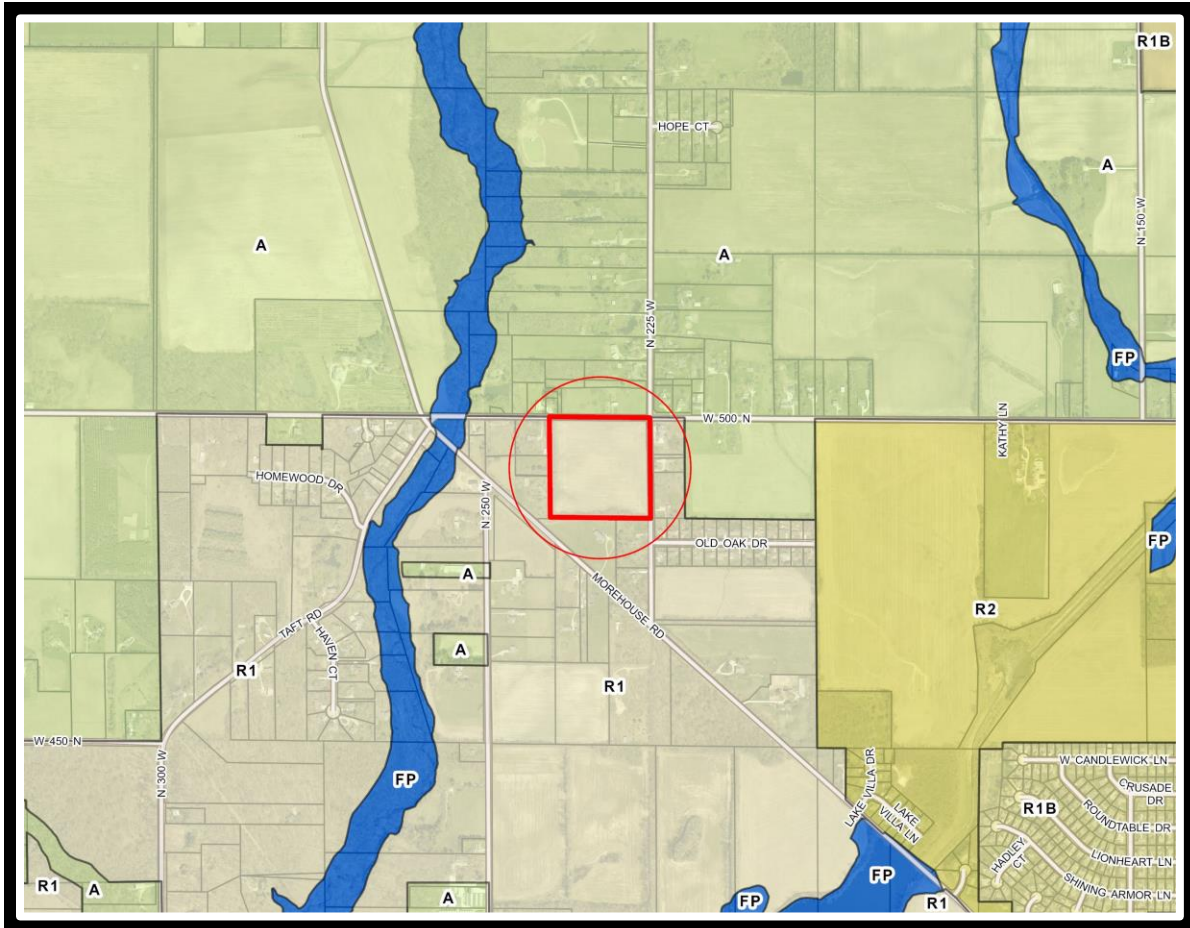 R1B
HOPE CT
A
N 150 W
A
A
N 225 W
FP
W 500 N
KATHY LN
HOMEWOOD DR
N 250 W
OLD OAK DR
FP
A
MOREHOUSE RD
R2
TAFT RD
HAVEN CT
A
R1
R1
W 450 N
N 300 W
FP
LAKE VILLA DR
W CANDLEWICK LN
CRUSADE
DR
R1B
ROUNDTABLE DR
LAKE
VILLA LN
HADLEY
CT
LIONHEART LN
FP
SHINING ARMOR LN
R1
A
A
FP
R1